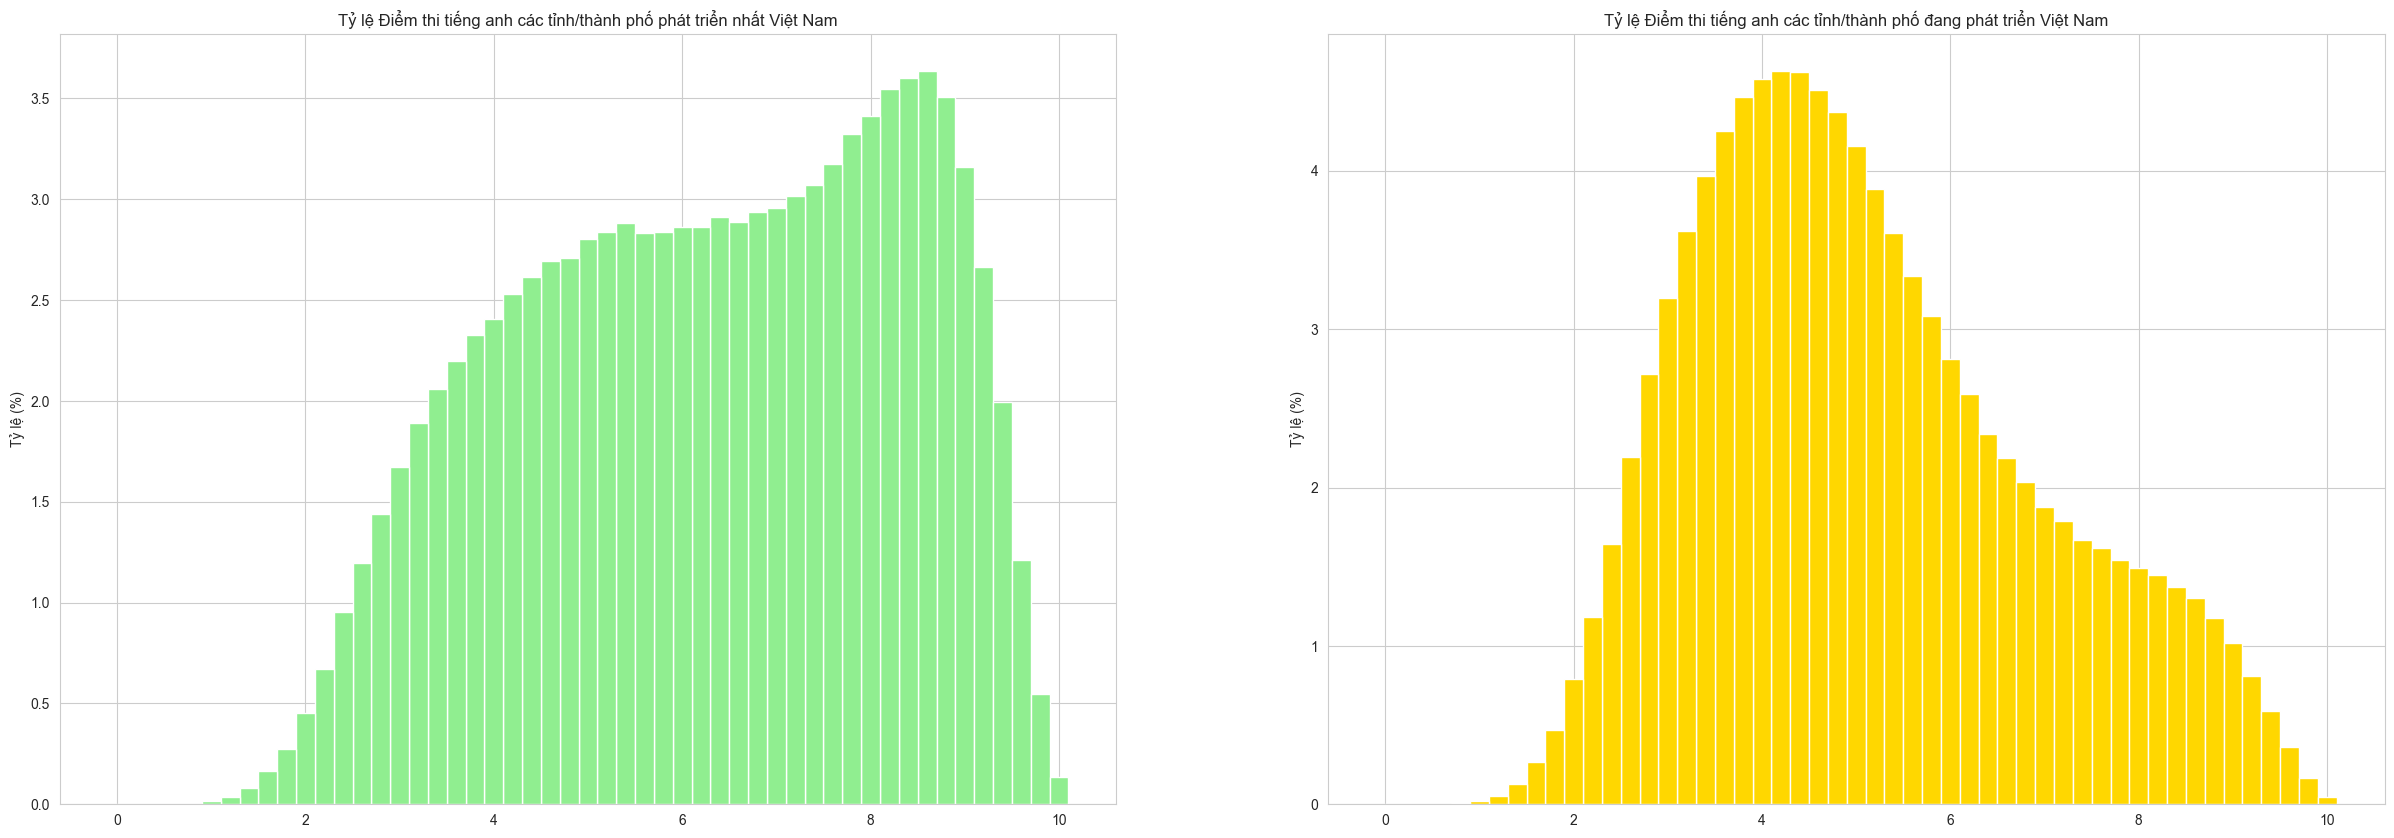 Tỷ lệ Điểm thi tiếng anh các tỉnh/thành phố phát triển nhất Việt Nam
Tỷ lệ (%)
3.5
3.0
2.5
2.0
1.5
1.0
0.5
0.0
0 2 4 6 8 10
Tỷ lệ Điểm thi tiếng anh các tỉnh/thành phố đang phát triển Việt Nam
Tỷ lệ (%)
4
3
2
1
0
0 2 4 6 8 10